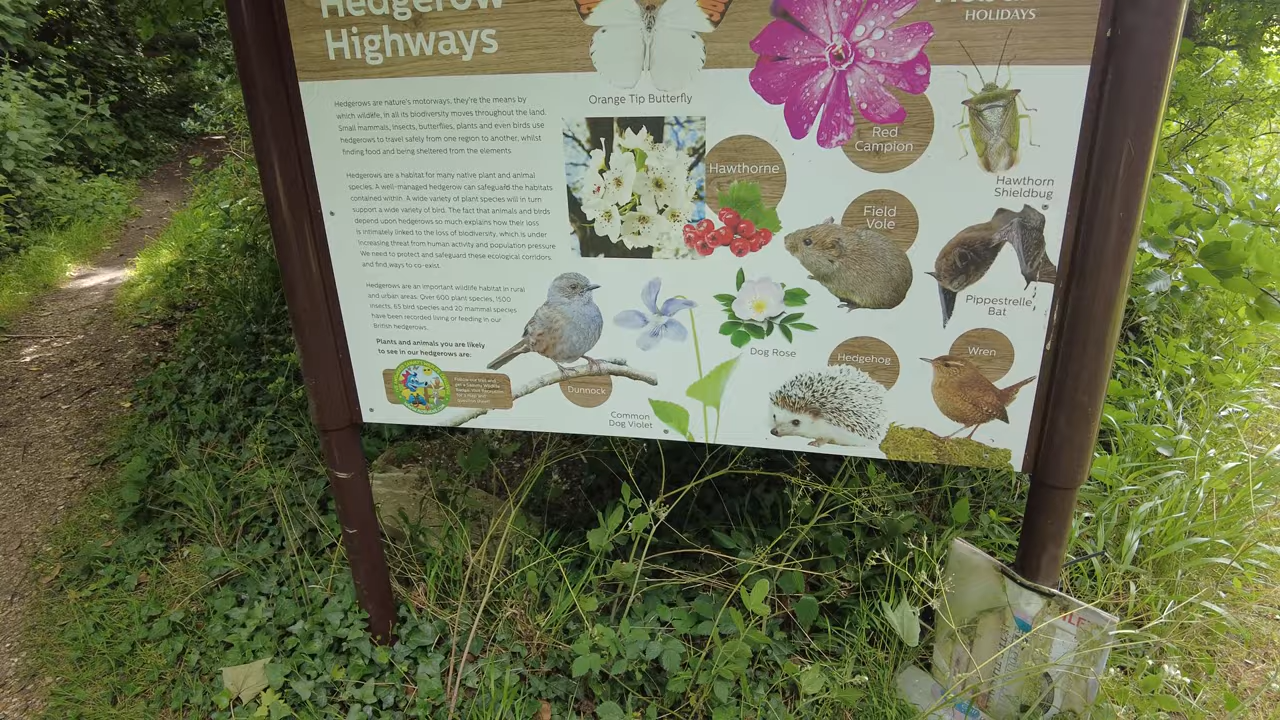 Hedgerow
Highways
HOLIDAYS
Hedgerows are nature's motorways, they're the means by
which wildlife, in all its biodiversity moves throughout the land.
Small mammals, insects, butterflies, plants and even birds use
hedgerows to travel safely from one region to another, whilst
finding food and being sheltered from the elements.
Hedgerows are a habitat for many native plant and animal
species. A well-managed hedgerow can safeguard the habitats
contained within. A wide variety of plant species will in turn
support a wide variety of bird. The fact that animals and birds
depend upon hedgerows so much explains how their loss
is intimately linked to the loss of biodiversity, which is under
increasing threat from human activity and population pressure
We need to protect and safeguard these ecological corridors,
and find ways to co-exist.
Hedgerows are an important wildlife habitat in rural
and urban areas. Over 600 plant species, 1500
insects, 65 bird species and 20 mammal species
have been recorded living or feeding in our
British hedgerows.
Plants and animals you are likely
to see in our hedgerows are:
Orange Tip Butterfly
Red
Campion
Hawthorn
Shieldbug
Hawthorne
Field
Vole
Pippestrelle
Bat
Dunnock
Common
Dog Violet
Dog Rose
Hedgehog
Wren